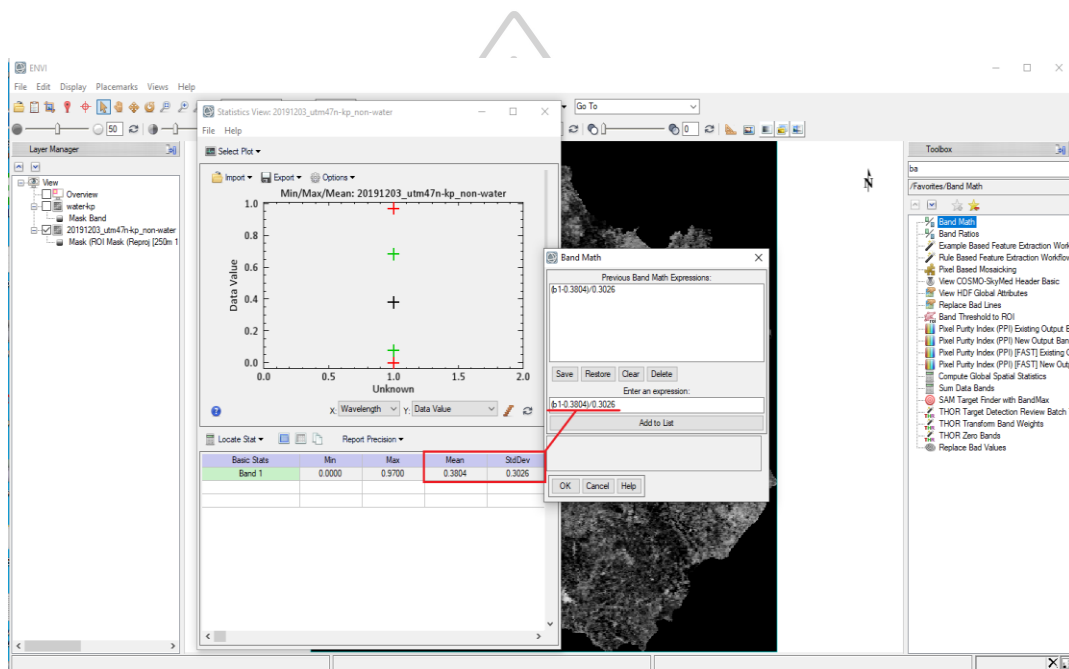 ENVI
File Edit Display Placemarks Views Help
50
Go To
0
Layer Manager
View
Overview
water-kp
Mask Band
20191203_utm47n-kp_non-water
Mask (ROI Mask (Reproj [250m 1
Statistics View: 20191203_utm47n-kp_non-water
File Help
Select Plot
Import Export Options
Min/Max/Mean: 20191203_utm47n-kp_non-water
Data Value
1.0
0.8
0.6
0.4
0.2
0.0
0.0 0.5 1.0 1.5 2.0
Unknown
X: Wavelength Y: Data Value
Locate Stat Report Precision
Basic Stats Min Max Mean StdDev
Band 1 0.0000 0.9700 0.3804 0.3026
N
Band Math
Previous Band Math Expressions:
(b1-0.3804)/0.3026
Save Restore Clear Delete
Enter an expression:
(b1-0.3804)/0.3026
Add to List
OK Cancel Help
Toolbox
ba
/Favorites/Band Math
Band Math
Band Ratios
Example Based Feature Extraction Work
Rule Based Feature Extraction Workflow
Pixel Based Mosaicking
View COSMO-SkyMed Header Basic
View HDF Global Attributes
Replace Bad Lines
Band Threshold to ROI
Pixel Purity Index (PPI) Existing Output B
Pixel Purity Index (PPI) New Output Ban
Pixel Purity Index (PPI) [FAST] Existing O
Pixel Purity Index (PPI) [FAST] New Outp
Compute Global Spatial Statistics
Sum Data Bands
SAM Target Finder with BandMax
THOR Target Detection Review Batch
THOR Transform Band Weights
THOR Zero Bands
Replace Bad Values